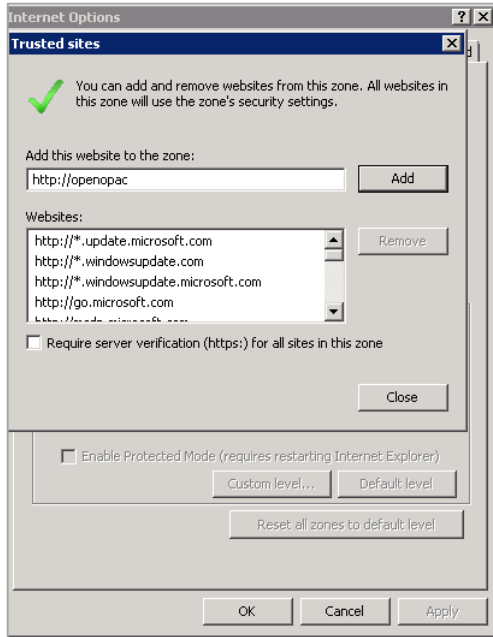 Internet Options
Trusted sites
You can add and remove websites from this zone. All websites in
this zone will use the zone's security settings.
Add this website to the zone:
http://openopac
Add
Websites:
http://*.update.microsoft.com
http://*.windowsupdate.com
http://*.windowsupdate.microsoft.com
http://go.microsoft.com
Remove
Require server verification (https:) for all sites in this zone
Close
Enable Protected Mode (requires restarting Internet Explorer)
Custom level...
Default level
Reset all zones to default level
OK
Cancel
Apply